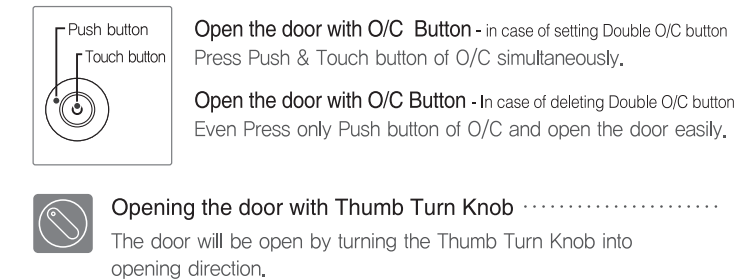 Push button
Touch button
Open the door with O/C Button - in case of setting Double O/C button
Press Push & Touch button of O/C simultaneously.
Open the door with O/C Button - In case of deleting Double O/C button
Even Press only Push button of O/C and open the door easily.
Opening the door with Thumb Turn Knob ······················
The door will be open by turning the Thumb Turn Knob into
opening direction.